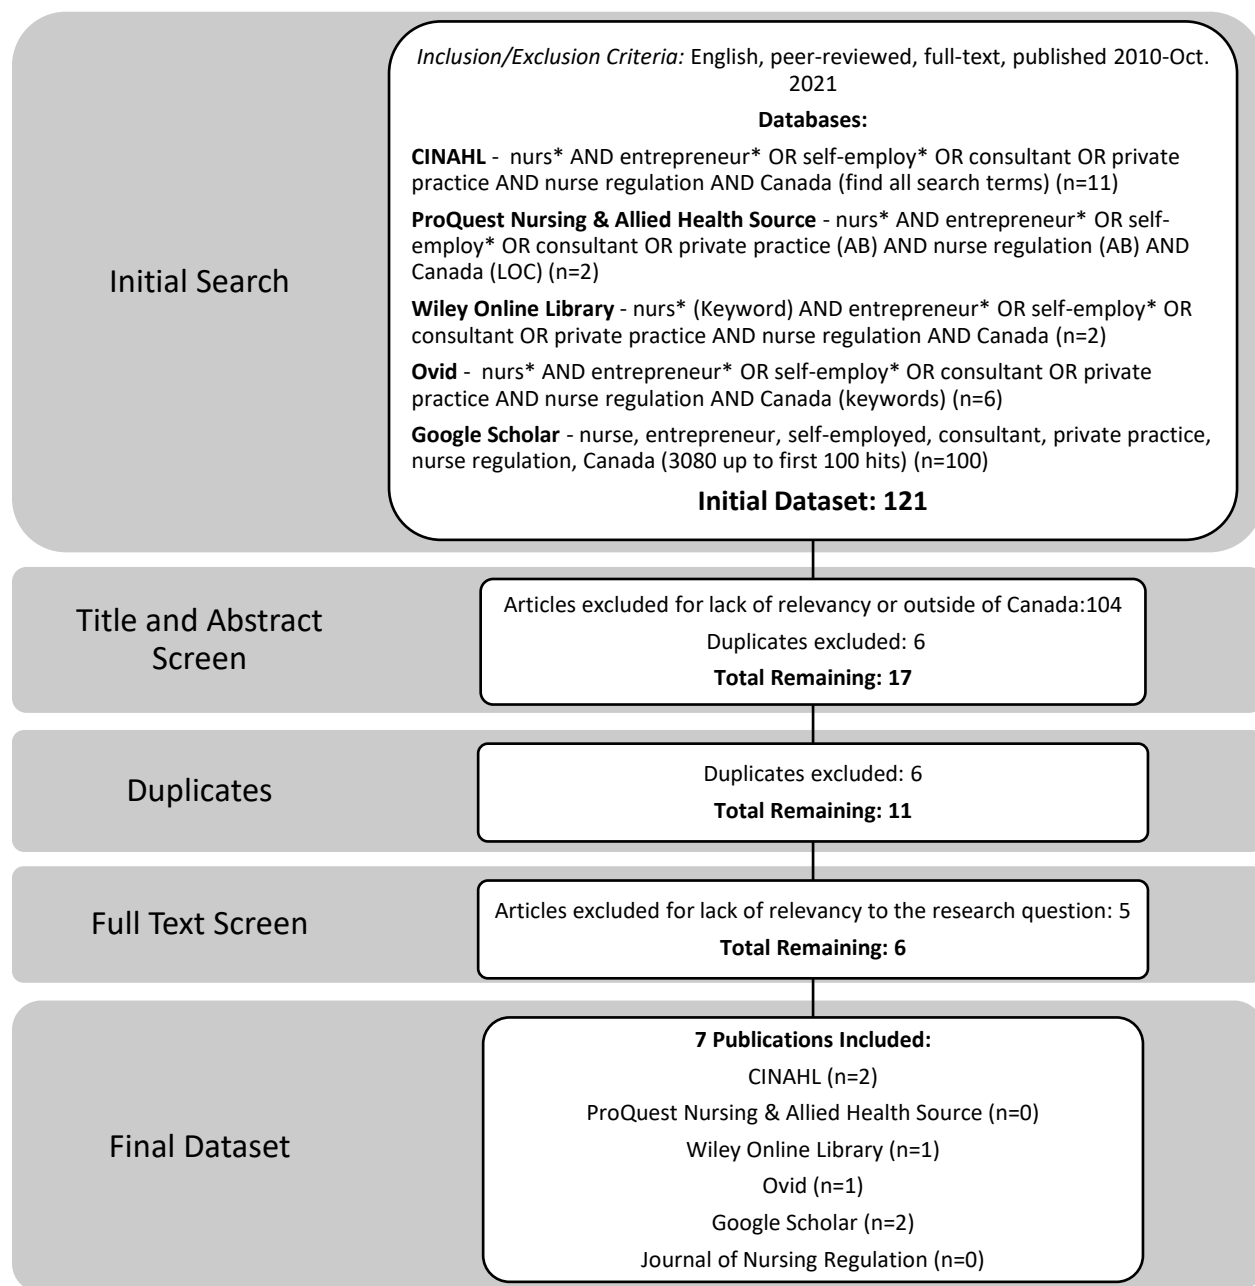 Initial Search
Inclusion/Exclusion Criteria: English, peer-reviewed, full-text, published 2010-Oct.
2021
Databases:
CINAHL - nurs* AND entrepreneur* OR self-employ* OR consultant OR private
practice AND nurse regulation AND Canada (find all search terms) (n=11)
ProQuest Nursing & Allied Health Source - nurs* AND entrepreneur* OR self-
employ* OR consultant OR private practice (AB) AND nurse regulation (AB) AND
Canada (LOC) (n=2)
Wiley Online Library - nurs* (Keyword) AND entrepreneur* OR self-employ* OR
consultant OR private practice AND nurse regulation AND Canada (n=2)
Ovid - nurs* AND entrepreneur* OR self-employ* OR consultant OR private
practice AND nurse regulation AND Canada (keywords) (n=6)
Google Scholar - nurse, entrepreneur, self-employed, consultant, private practice,
nurse regulation, Canada (3080 up to first 100 hits) (n=100)
Initial Dataset: 121
Title and Abstract
Screen
Articles excluded for lack of relevancy or outside of Canada:104
Duplicates excluded: 6
Total Remaining: 17
Duplicates
Duplicates excluded: 6
Total Remaining: 11
Full Text Screen
Articles excluded for lack of relevancy to the research question: 5
Total Remaining: 6
Final Dataset
7 Publications Included:
CINAHL (n=2)
ProQuest Nursing & Allied Health Source (n=0)
Wiley Online Library (n=1)
Ovid (n=1)
Google Scholar (n=2)
Journal of Nursing Regulation (n=0)